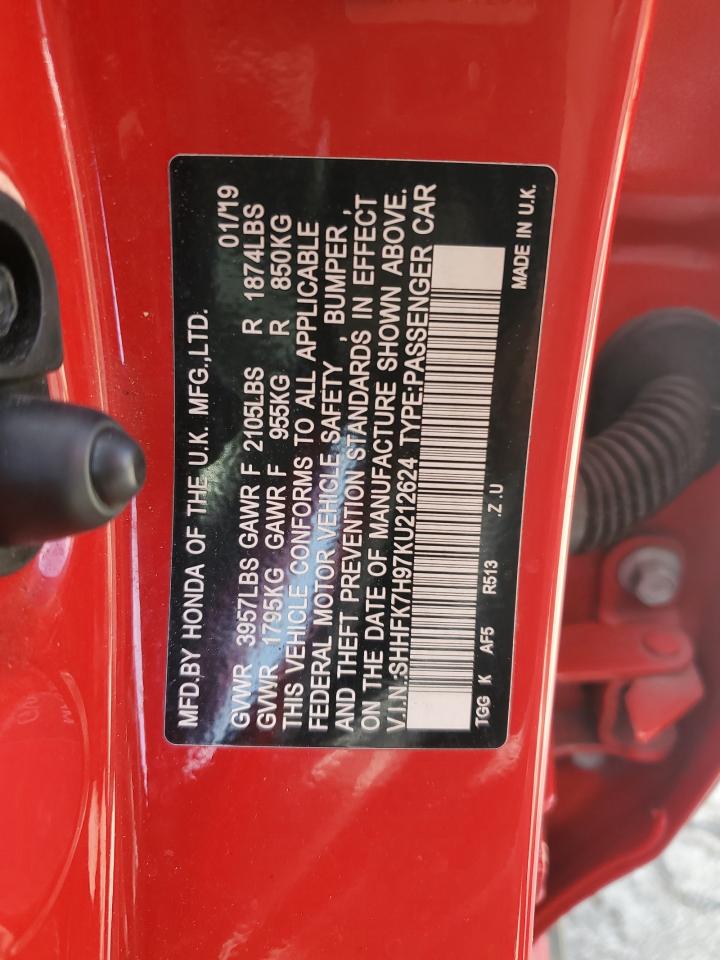 MFD.BY HONDA OF THE U.K. MFG.,LTD. 01/'19
GVWR 3957LBS GAWR F 2105LBS R 1874LBS
GVWR 1795KG GAWR F 955KG R 850KG
THIS VEHICLE CONFORMS TO ALL APPLICABLE
FEDERAL MOTOR VEHICLE SAFETY, BUMPER,
AND THEFT PREVENTION STANDARDS IN EFFECT
ON THE DATE OF MANUFACTURE SHOWN ABOVE.
V.I.N.:SHHFK7H97KU212624 TYPE:PASSENGER CAR
TGG K AF5 R513 .Z .U MADE IN U.K.